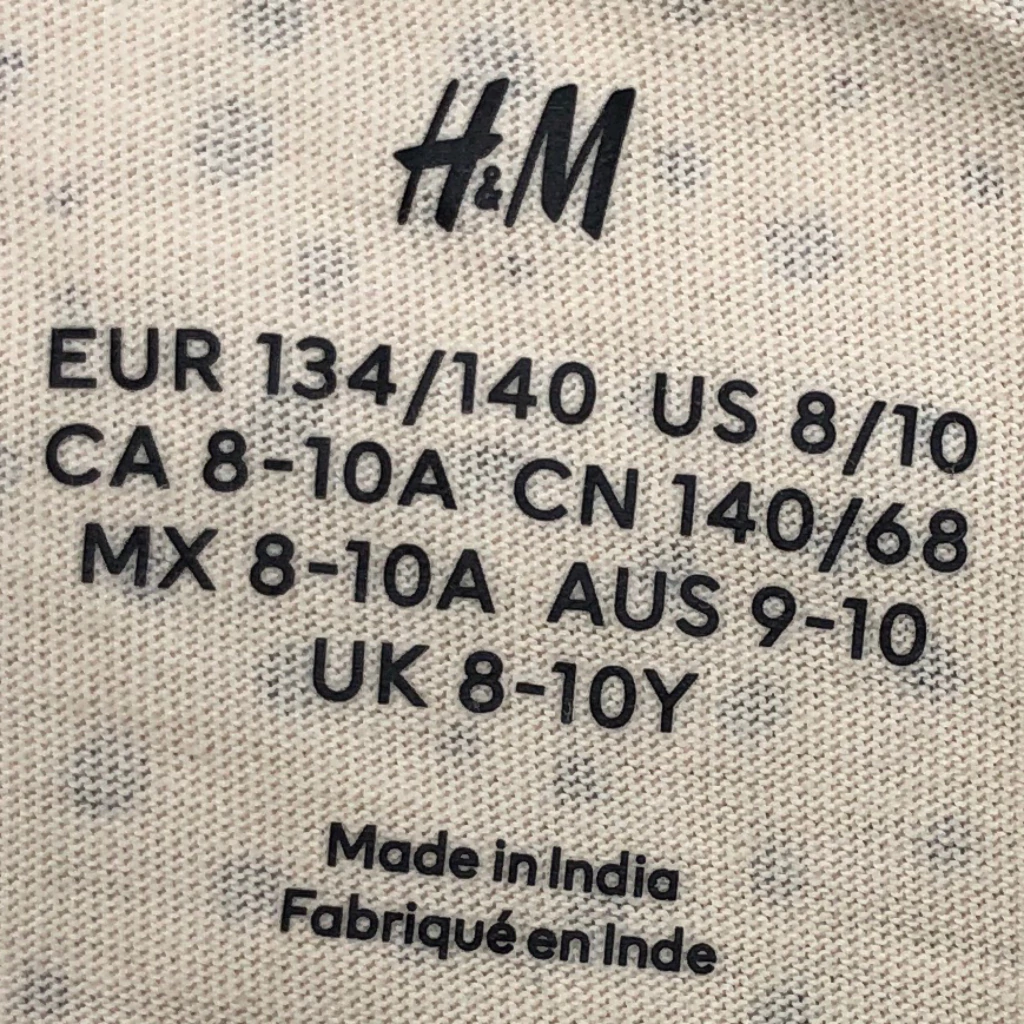 H&M
EUR 134/140 US 8/10
CA 8-10A CN 140/68
MX 8-10A AUS 9-10
UK 8-10Y
Made in India
Fabriqué en Inde